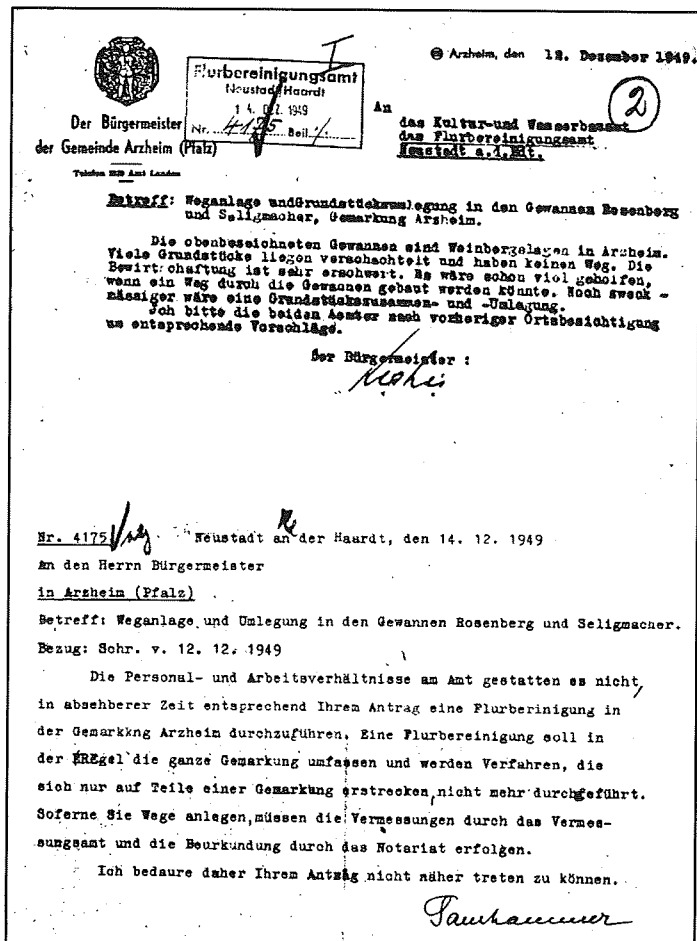 I
Arzheim, den 12. Dezember 1949.
Flurbereinigungsamt
Neustadt/Haardt
14. DEZ. 1949
Nr. 4175 Beil. /.
2
Der Bürgermeister
der Gemeinde Arzheim (Pfalz)
Telefon Amt Landau
An
das Kultur-und Wasserbauamt
das Flurbereinigungsamt
Neustadt a.d.Hdt.
Betreff: Weganlage undGrundstücksumlegung in den Gewannen Rosenberg
und Seligmacher, Gemarkung Arzheim.
Die obenbezeichneten Gewannen sind Weinbergslagen in Arzheim.
Viele Grundstücke liegen verschachtelt und haben keinen Weg. Die
Bewirtschaftung ist sehr erschwert. Es wäre schon viel geholfen,
wenn ein Weg durch die Gewannen gebaut werden könnte. Noch zweck -
mässiger wäre eine Grundstückszusammen- und -Umlegung.
Ich bitte die beiden Aemter nach vorheriger Ortsbesichtigung
um entsprechende Vorschläge.
Der Bürgermeister :
Nr. 4175 Neustadt an der Haardt, den 14. 12. 1949
An den Herrn Bürgermeister
in Arzheim (Pfalz)
Betreff: Weganlage und Umlegung in den Gewannen Rosenberg und Seligmacher.
Bezug: Schr. v. 12. 12. 1949
Die Personal- und Arbeitsverhältnisse am Amt gestatten es nicht,
in absehberer Zeit entsprechend Ihrem Antrag eine Flurberinigung in
der Gemarkkng Arzheim durchzuführen. Eine Flurbereinigung soll in
der REgel die ganze Gemarkung umfassen und werden Verfahren, die
sich nur auf Teile einer Gemarkung erstrecken, nicht mehr durchgeführt.
Soferne Sie Wege anlegen, müssen die Vermessungen durch das Vermes-
sungsamt und die Beurkundung durch das Notariat erfolgen.
Ich bedaure daher Ihrem Antrag nicht näher treten zu können.